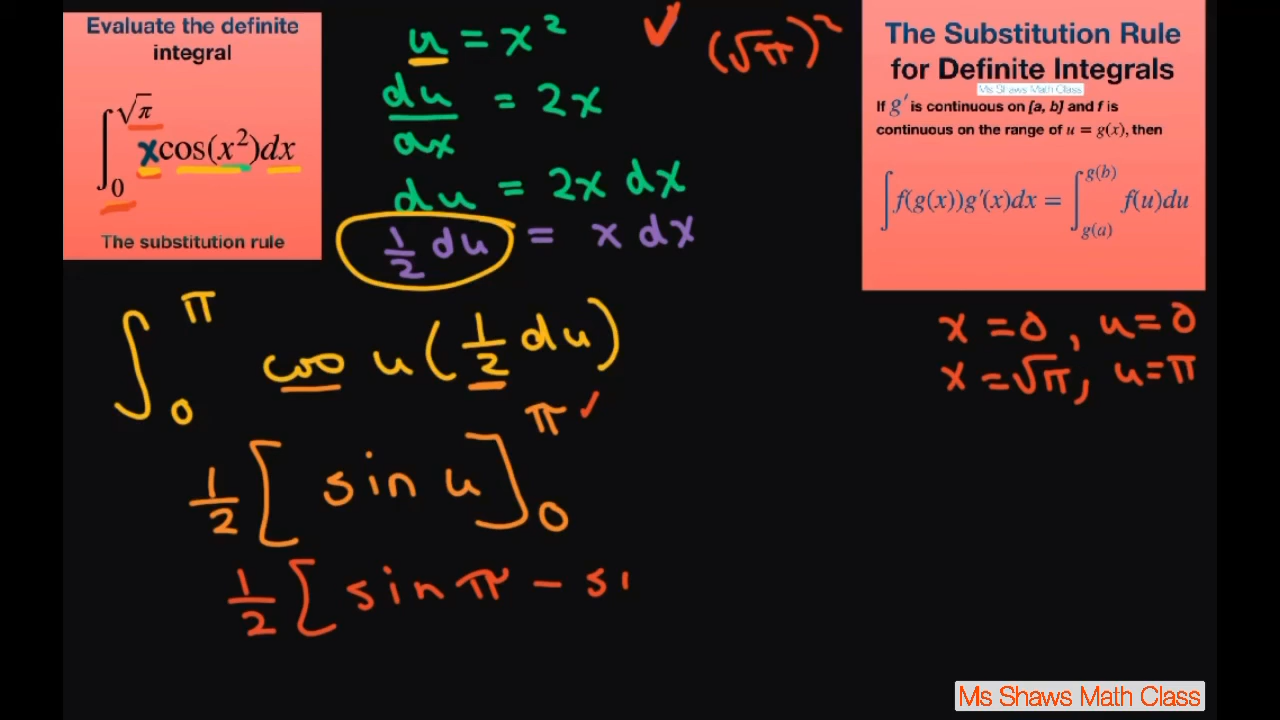 Evaluate the definite
integral
∫₀^√π x cos(x²)dx
The substitution rule
u = x²
du/dx = 2x
du = 2x dx
½ du = x dx
✓ (√π)²
The Substitution Rule
for Definite Integrals
Ms Shaws Math Class
If g′ is continuous on [a, b] and f is
continuous on the range of u = g(x), then
∫ f(g(x))g′(x)dx = ∫_g(a)^g(b) f(u)du
x = 0, u = 0
x = √π, u = π
∫₀^π cos u (½ du)
½ [ sin u ]₀^π ✓
½ [ sin π − si
Ms Shaws Math Class